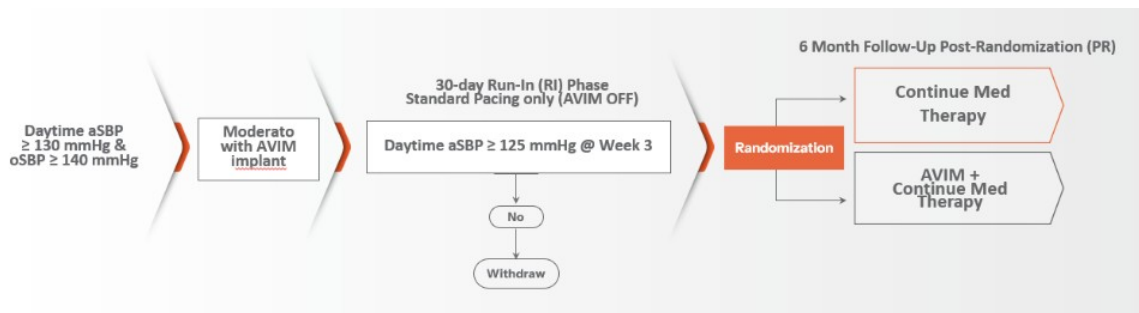 Daytime aSBP
≥ 130 mmHg &
oSBP ≥ 140 mmHg
Moderato
with AVIM
implant
30-day Run-In (RI) Phase
Standard Pacing only (AVIM OFF)
Daytime aSBP ≥ 125 mmHg @ Week 3
No
Withdraw
Randomization
6 Month Follow-Up Post-Randomization (PR)
Continue Med
Therapy
AVIM +
Continue Med
Therapy